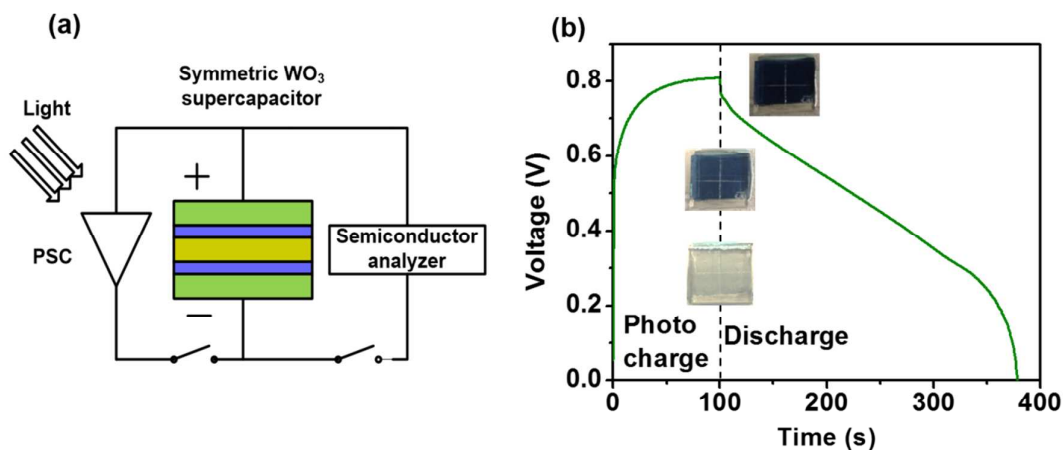 (a)
Symmetric WO₃
supercapacitor
Light
+
PSC
Semiconductor
analyzer
−
(b)
Voltage (V)
0.8
0.6
0.4
0.2
0.0
Photo
charge
Discharge
0
100
200
300
400
Time (s)